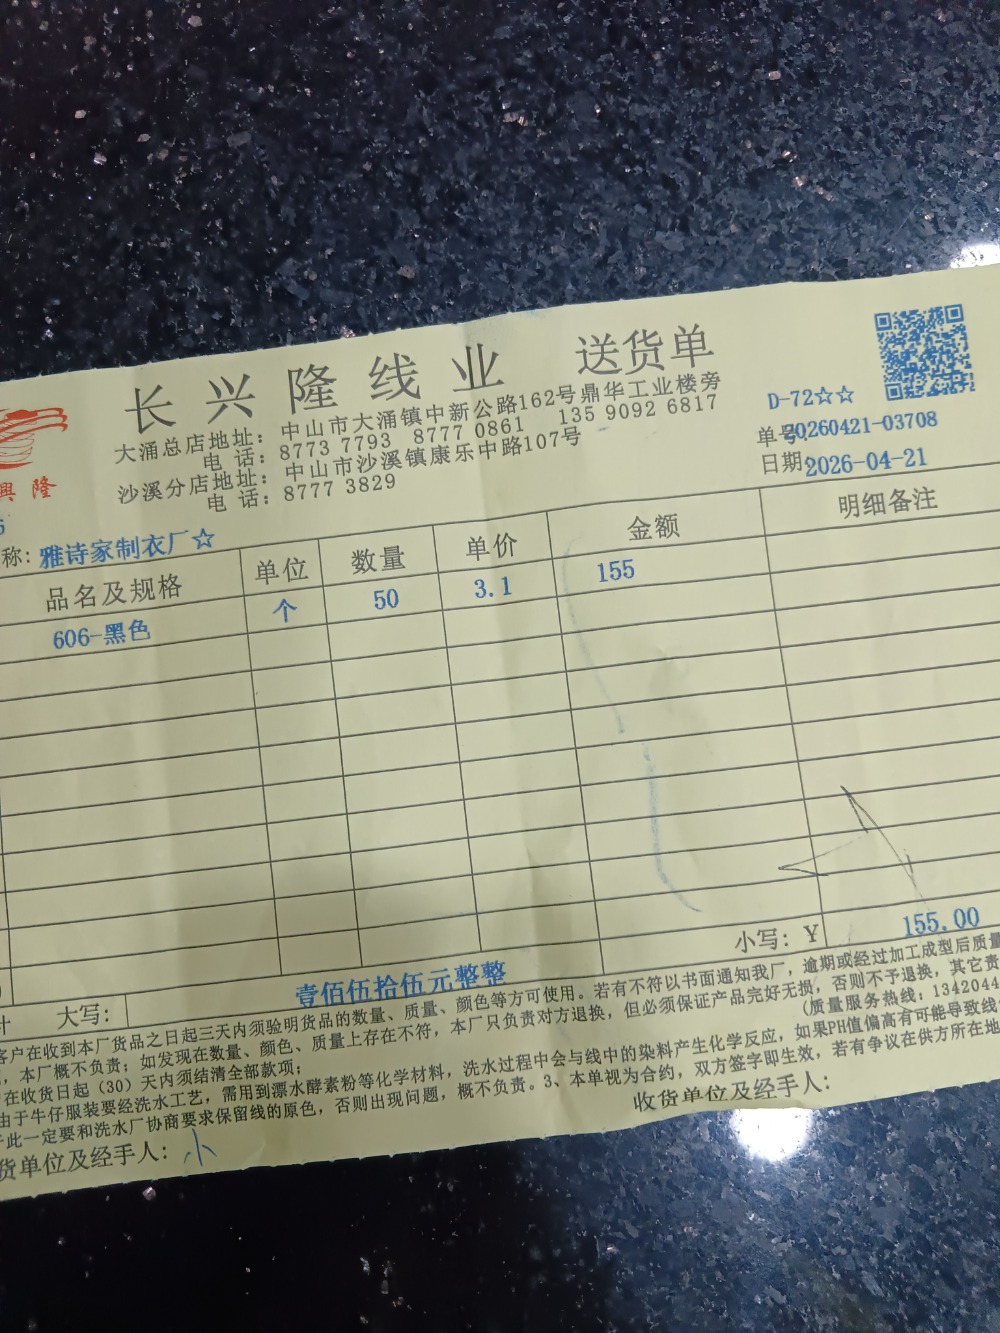 长兴隆线业 送货单
興隆
大涌总店地址：中山市大涌镇中新公路162号鼎华工业楼旁
电话：8773 7793 8777 0861 135 9092 6817
沙溪分店地址：中山市沙溪镇康乐中路107号
电话：8777 3829
D-72☆☆
单号:20260421-03708
日期:2026-04-21
称: 雅诗家制衣厂☆
品名及规格 单位 数量 单价 金额 明细备注
606-黑色 个 50 3.1 155
小写：￥ 155.00
大写： 壹佰伍拾伍元整整
客户在收到本厂货品之日起三天内须验明货品的数量、质量、颜色等方可使用。若有不符以书面通知我厂，逾期或经过加工成型后质量
，本厂概不负责；如发现在数量、颜色、质量上存在不符，本厂只负责对方退换，但必须保证产品完好无损，否则不予退换，其它责
在收货日起（30）天内须结清全部款项； （质量服务热线：1342044
由于牛仔服装要经洗水工艺，需用到漂水酵素粉等化学材料，洗水过程中会与线中的染料产生化学反应，如果PH值偏高有可能导致线
于此一定要和洗水厂协商要求保留线的原色，否则出现问题，概不负责。3、本单视为合约，双方签字即生效，若有争议在供方所在地
货单位及经手人： 小 收货单位及经手人：